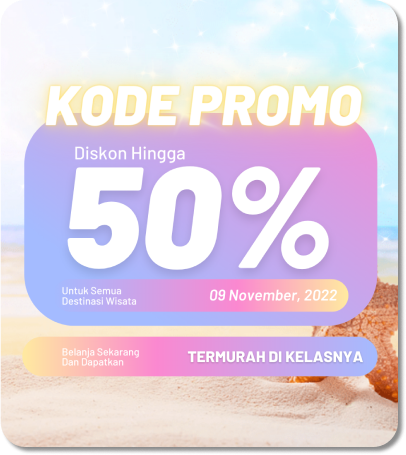 KODE PROMO
Diskon Hingga
50%
Untuk Semua
Destinasi Wisata
09 November, 2022
Belanja Sekarang
Dan Dapatkan
TERMURAH DI KELASNYA